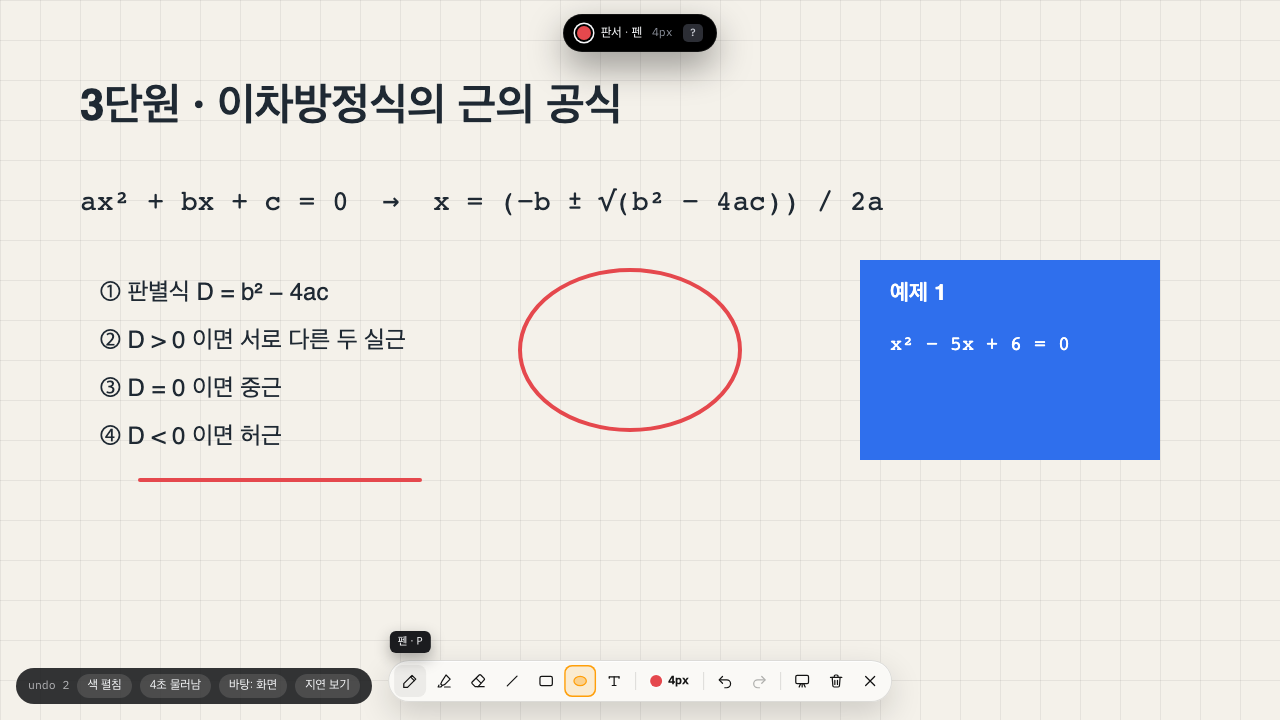 판서 · 펜 4px ?
3단원 · 이차방정식의 근의 공식
ax² + bx + c = 0 → x = (−b ± √(b² − 4ac)) / 2a
① 판별식 D = b² − 4ac
② D > 0 이면 서로 다른 두 실근
③ D = 0 이면 중근
④ D < 0 이면 허근
예제 1
x² − 5x + 6 = 0
펜 · P
undo 2 색 펼침 4초 물러남 바탕: 화면 지연 보기
T 4px